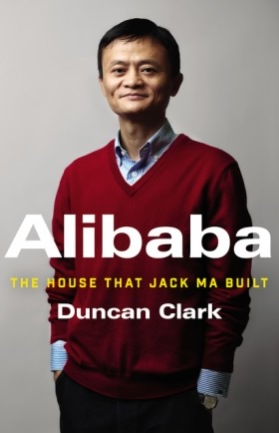 Alibaba
THE HOUSE THAT JACK MA BUILT
Duncan Clark